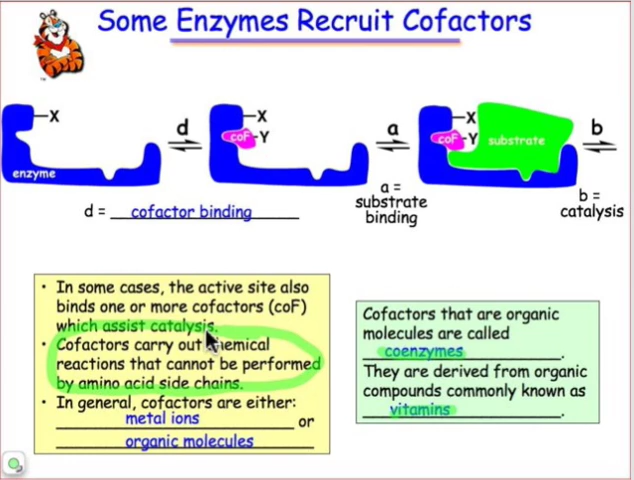 Some Enzymes Recruit Cofactors
X
enzyme
d
X
coF
Y
a
X
coF
Y
substrate
b
d = cofactor binding
a =
substrate
binding
b =
catalysis
• In some cases, the active site also
binds one or more cofactors (coF)
which assist catalysis.
• Cofactors carry out chemical
reactions that cannot be performed
by amino acid side chains.
• In general, cofactors are either:
metal ions or
organic molecules
Cofactors that are organic
molecules are called
coenzymes.
They are derived from organic
compounds commonly known as
vitamins.